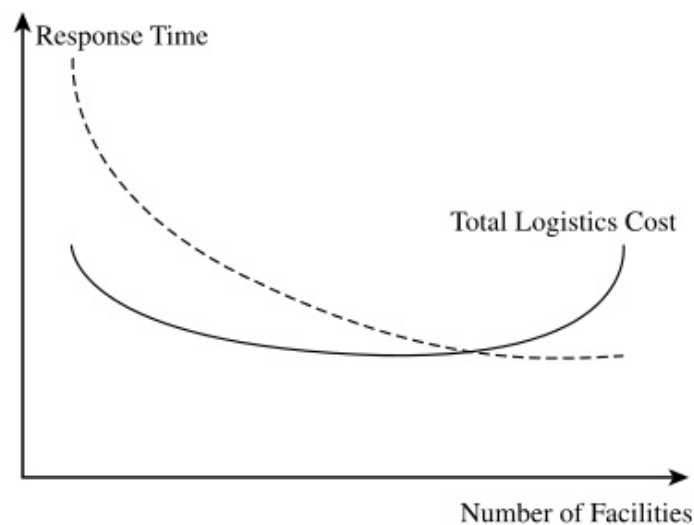 Response Time
Total Logistics Cost
Number of Facilities